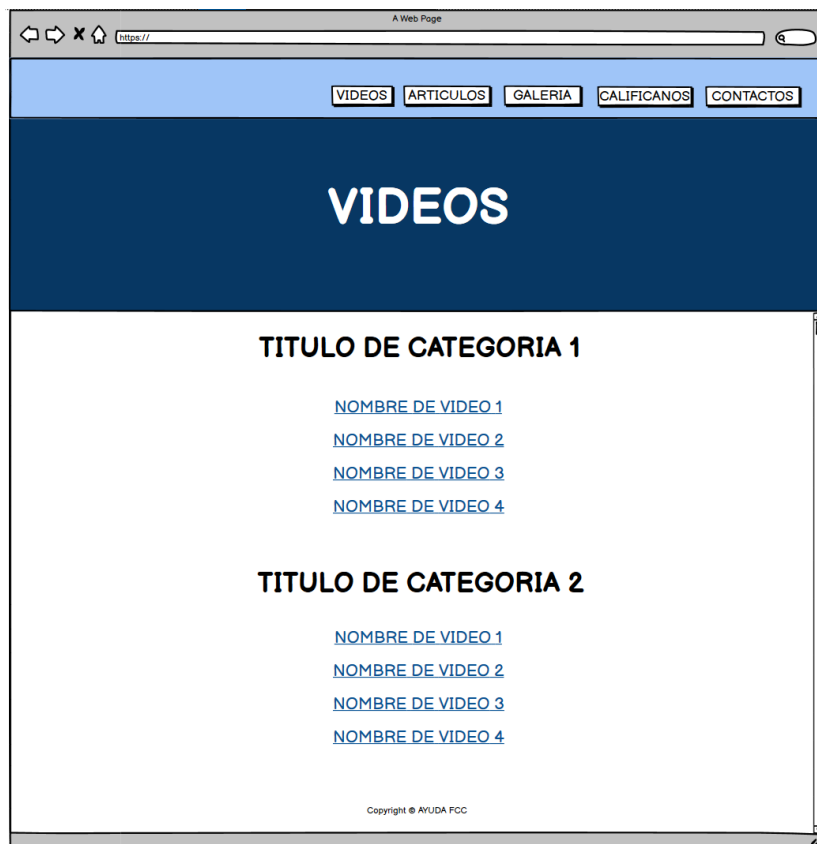 A Web Page
https://
VIDEOS ARTICULOS GALERIA CALIFICANOS CONTACTOS
VIDEOS
TITULO DE CATEGORIA 1
NOMBRE DE VIDEO 1
NOMBRE DE VIDEO 2
NOMBRE DE VIDEO 3
NOMBRE DE VIDEO 4
TITULO DE CATEGORIA 2
NOMBRE DE VIDEO 1
NOMBRE DE VIDEO 2
NOMBRE DE VIDEO 3
NOMBRE DE VIDEO 4
Copyright © AYUDA FCC